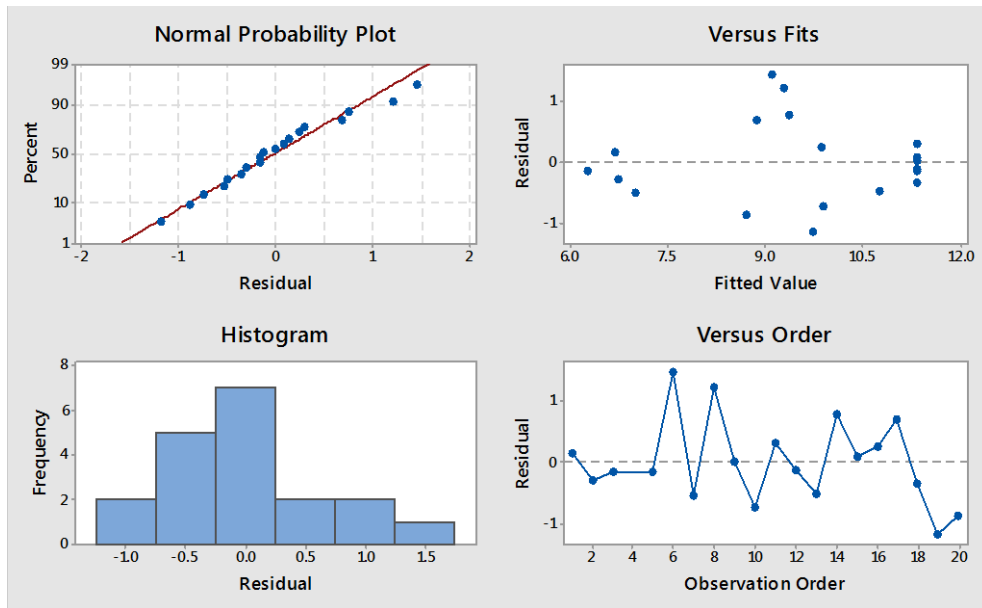 Normal Probability Plot
99
90
50
10
1
Percent
-2 -1 0 1 2
Residual
Versus Fits
1
0
-1
Residual
6.0 7.5 9.0 10.5 12.0
Fitted Value
Histogram
8
6
4
2
0
Frequency
-1.0 -0.5 0.0 0.5 1.0 1.5
Residual
Versus Order
1
0
-1
Residual
2 4 6 8 10 12 14 16 18 20
Observation Order